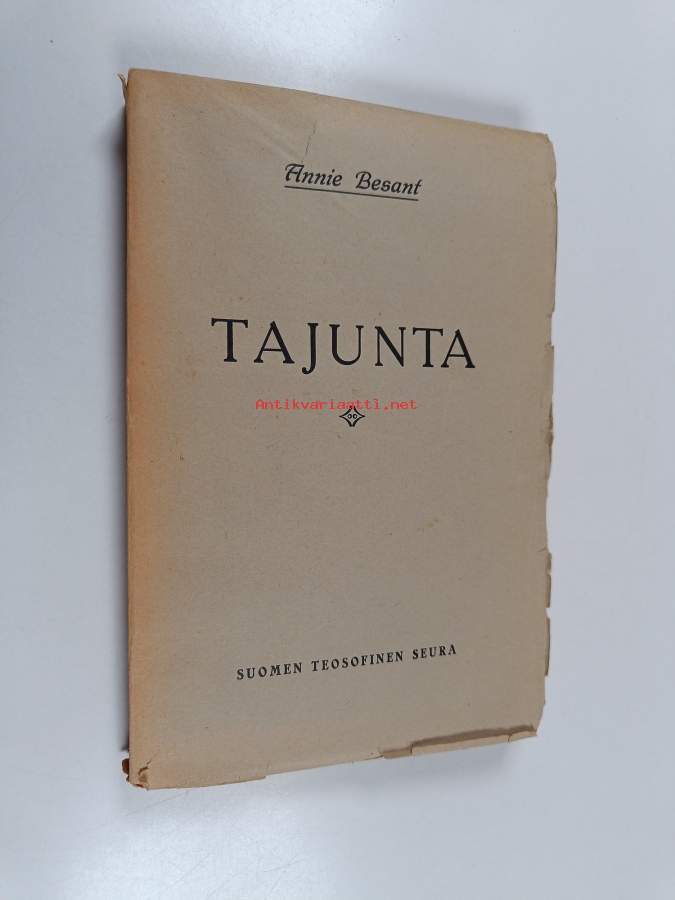 Annie Besant
TAJUNTA
Antikvariaatti.net
SUOMEN TEOSOFINEN SEURA